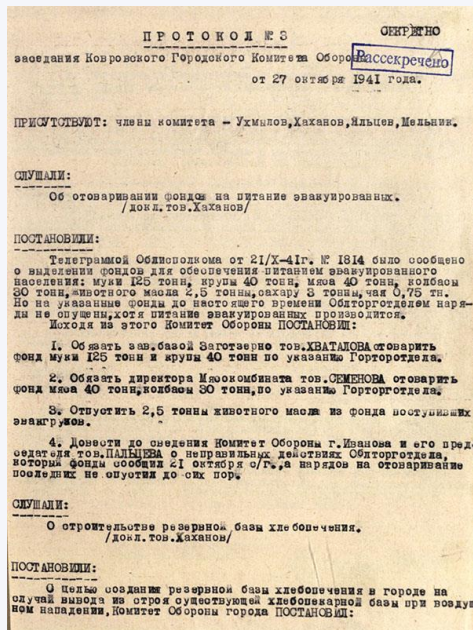 ПРОТОКОЛ № 3
СЕКРЕТНО
заседания Ковровского Городского Комитета Оборо
Рассекречено
от 27 октября 1941 года.
ПРИСУТСТВУЮТ: члены комитета – Ухмылов,Хаханов,Яльцев,Мельник.
СЛУШАЛИ:
Об отоваривании фондов на питание эвакуированных.
/докл.тов.Хаханов/
ПОСТАНОВИЛИ:
Телеграммой Облисполкома от 21/X-41г. № 1814 было сообщено
о выделении фондов для обеспечения питанием эвакуированного
населения: муки 125 тонн, крупы 40 тонн, мяса 40 тонн, колбасы
30 тонн,животного масла 2,5 тонны,сахару 3 тонны,чая 0,75 тн.
Но на указанные фонды до настоящего времени Облторготделом наря-
ды не спущены,хотя питание эвакуированных производится.
Исходя из этого Комитет Обороны ПОСТАНОВИЛ:
1. Обязать зав.базой Заготзерно тов.ХВАТАЛОВА отоварить
фонд муки 125 тонн и крупы 40 тонн по указанию Горторготдела.
2. Обязать директора Мясокомбината тов.СЕМЕНОВА отоварить
фонд мяса 40 тонн,колбасы 30 тонн,по указанию Горторготдела.
3. Отпустить 2,5 тонны животного масла из фонда поступивших
эвакгрузов.
4. Довести до сведения Комитет Обороны г.Иванова и его пред-
седателя тов.ПАЛЬЦЕВА о неправильных действиях Облторготдела,
который фонды сообщил 21 октября с/г.,а нарядов на отоваривание
последних не опустил до сих пор.
СЛУШАЛИ:
О строительстве резервной базы хлебопечения.
/докл.тов.Хаханов/
ПОСТАНОВИЛИ:
С целью создания резервной базы хлебопечения в городе на
случай вывода из строя существующей хлебопекарной базы при воздуш
ном нападении,Комитет Обороны города ПОСТАНОВИЛ: